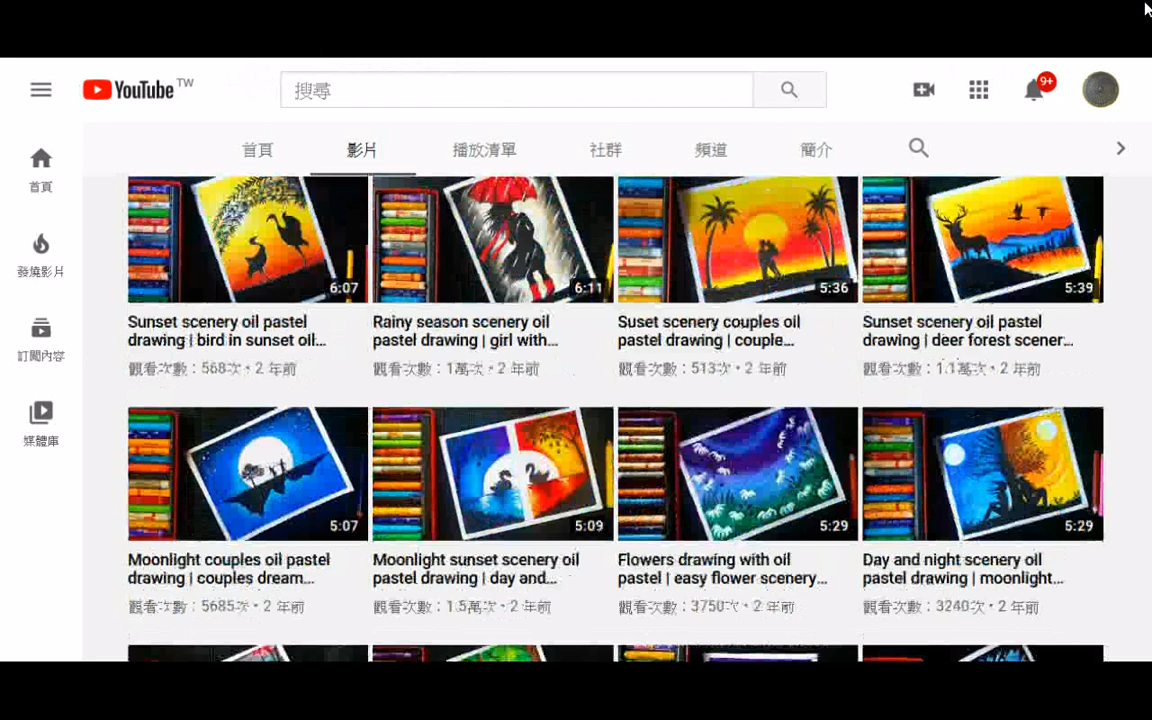 YouTube TW
搜尋
9+
首頁
影片
播放清單
社群
頻道
簡介
首頁
發燒影片
訂閱內容
媒體庫
6:07
6:11
5:36
5:39
Sunset scenery oil pastel
drawing | bird in sunset oil...
觀看次數：568次 • 2 年前
Rainy season scenery oil
pastel drawing | girl with...
觀看次數：1萬次 • 2 年前
Suset scenery couples oil
pastel drawing | couple...
觀看次數：513次 • 2 年前
Sunset scenery oil pastel
drawing | deer forest scener...
觀看次數：1.1萬次 • 2 年前
5:07
5:09
5:29
5:29
Moonlight couples oil pastel
drawing | couples dream...
觀看次數：5685次 • 2 年前
Moonlight sunset scenery oil
pastel drawing | day and...
觀看次數：1.5萬次 • 2 年前
Flowers drawing with oil
pastel | easy flower scenery...
觀看次數：3750次 • 2 年前
Day and night scenery oil
pastel drawing | moonlight...
觀看次數：3240次 • 2 年前